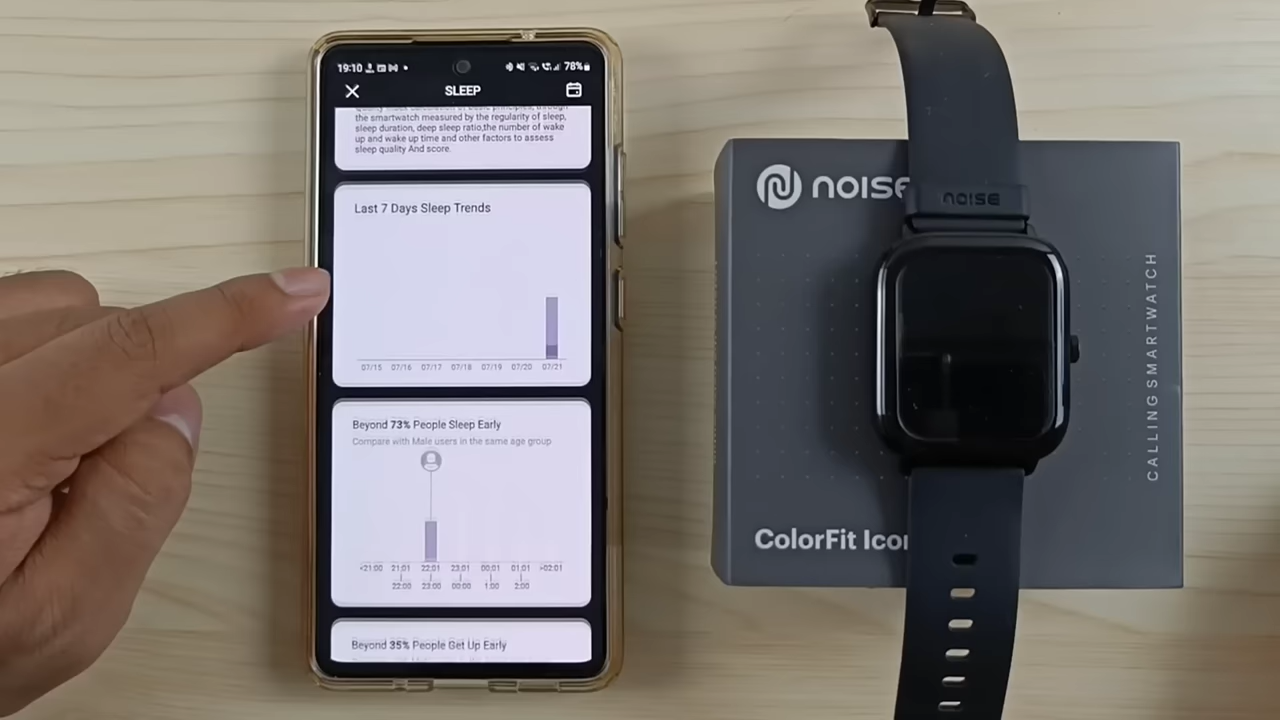 19:10
78%
SLEEP
the smartwatch measured by the regularity of sleep,
sleep duration, deep sleep ratio,the number of wake
up and wake up time and other factors to assess
sleep quality And score.
Last 7 Days Sleep Trends
07/15 07/16 07/17 07/18 07/19 07/20 07/21
Beyond 73% People Sleep Early
Compare with Male users in the same age group
<21:00 21:01 22:01 23:01 00:01 01:01 >02:01
22:00 23:00 00:00 1:00 2:00
Beyond 35% People Get Up Early
noise
noise
CALLING SMARTWATCH
ColorFit Icon